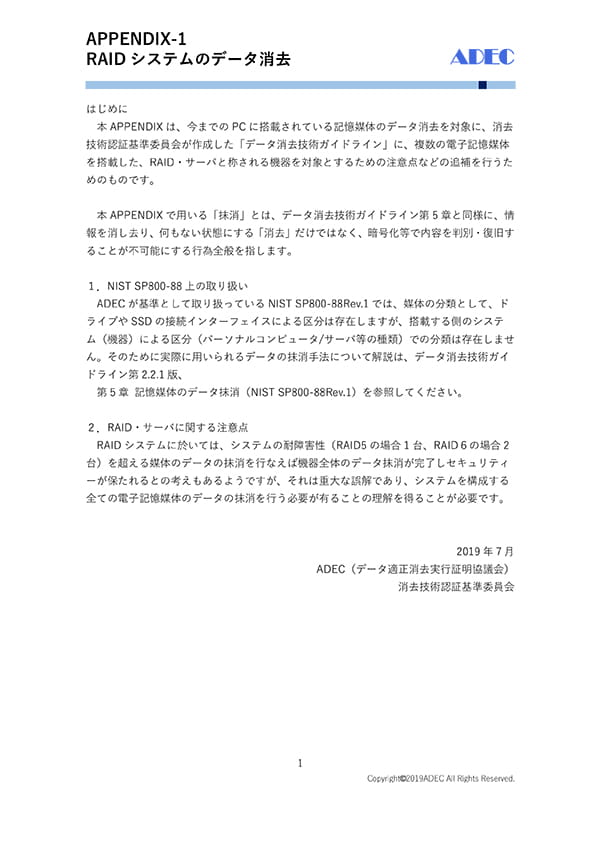 APPENDIX-1
RAID システムのデータ消去
ADEC
はじめに
本 APPENDIX は、今までの PC に搭載されている記憶媒体のデータ消去を対象に、消去
技術認証基準委員会が作成した「データ消去技術ガイドライン」に、複数の電子記憶媒体
を搭載した、RAID・サーバと称される機器を対象とするための注意点などの追補を行うた
めのものです。
本 APPENDIX で用いる「抹消」とは、データ消去技術ガイドライン第 5 章と同様に、情
報を消し去り、何もない状態にする「消去」だけではなく、暗号化等で内容を判別・復旧す
ることが不可能にする行為全般を指します。
１．NIST SP800-88 上の取り扱い
ADEC が基準として取り扱っている NIST SP800-88Rev.1 では、媒体の分類として、ド
ライブや SSD の接続インターフェイスによる区分は存在しますが、搭載する側のシステ
ム（機器）による区分（パーソナルコンピュータ/サーバ等の種類）での分類は存在しませ
ん。そのために実際に用いられるデータの抹消手法について解説は、データ消去技術ガイ
ドライン第 2.2.1 版、
第 5 章 記憶媒体のデータ抹消（NIST SP800-88Rev.1）を参照してください。
２．RAID・サーバに関する注意点
RAID システムに於いては、システムの耐障害性（RAID5 の場合 1 台、RAID 6 の場合 2
台）を超える媒体のデータの抹消を行なえば機器全体のデータ抹消が完了しセキュリティ
ーが保たれるとの考えもあるようですが、それは重大な誤解であり、システムを構成する
全ての電子記憶媒体のデータの抹消を行う必要が有ることの理解を得ることが必要です。
2019 年 7 月
ADEC（データ適正消去実行証明協議会）
消去技術認証基準委員会
1
Copyright©2019ADEC All Rights Reserved.